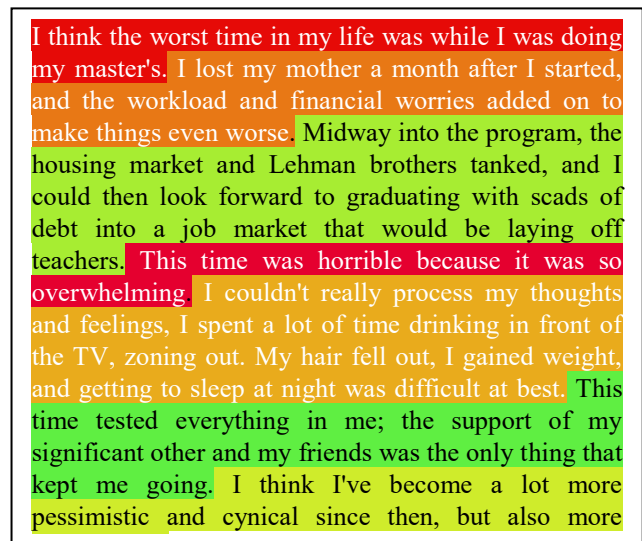 I think the worst time in my life was while I was doing
my master's. I lost my mother a month after I started,
and the workload and financial worries added on to
make things even worse. Midway into the program, the
housing market and Lehman brothers tanked, and I
could then look forward to graduating with scads of
debt into a job market that would be laying off
teachers. This time was horrible because it was so
overwhelming. I couldn't really process my thoughts
and feelings, I spent a lot of time drinking in front of
the TV, zoning out. My hair fell out, I gained weight,
and getting to sleep at night was difficult at best. This
time tested everything in me; the support of my
significant other and my friends was the only thing that
kept me going. I think I've become a lot more
pessimistic and cynical since then, but also more